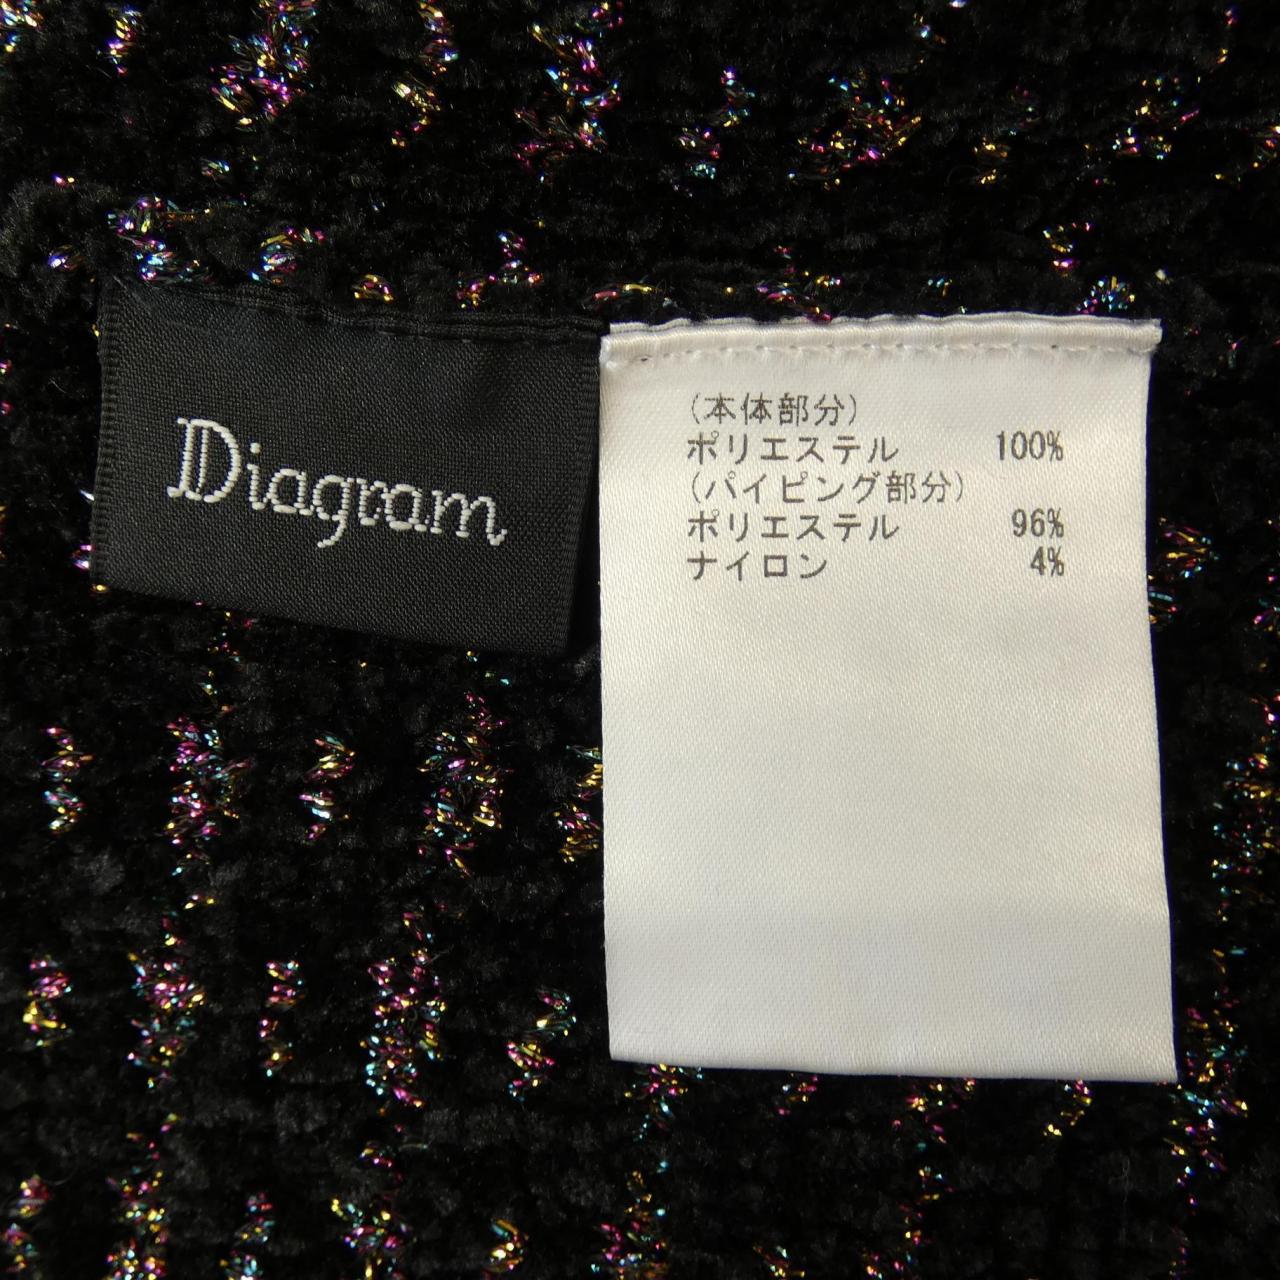 Diagram
(本体部分)
ポリエステル 100%
(パイピング部分)
ポリエステル 96%
ナイロン 4%